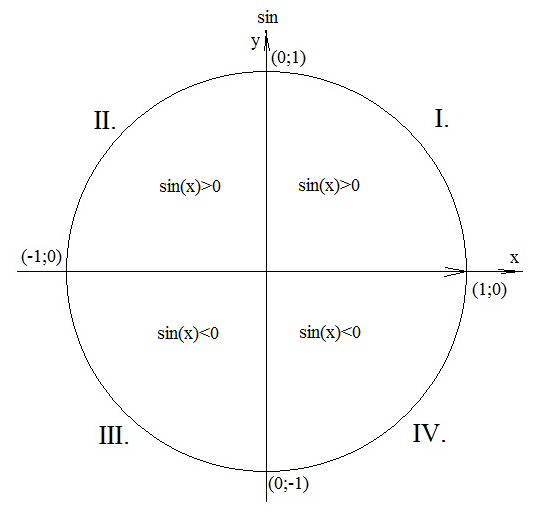 sin
y
(0;1)
II.
I.
sin(x)>0
sin(x)>0
(-1;0)
x
(1;0)
sin(x)<0
sin(x)<0
III.
IV.
(0;-1)